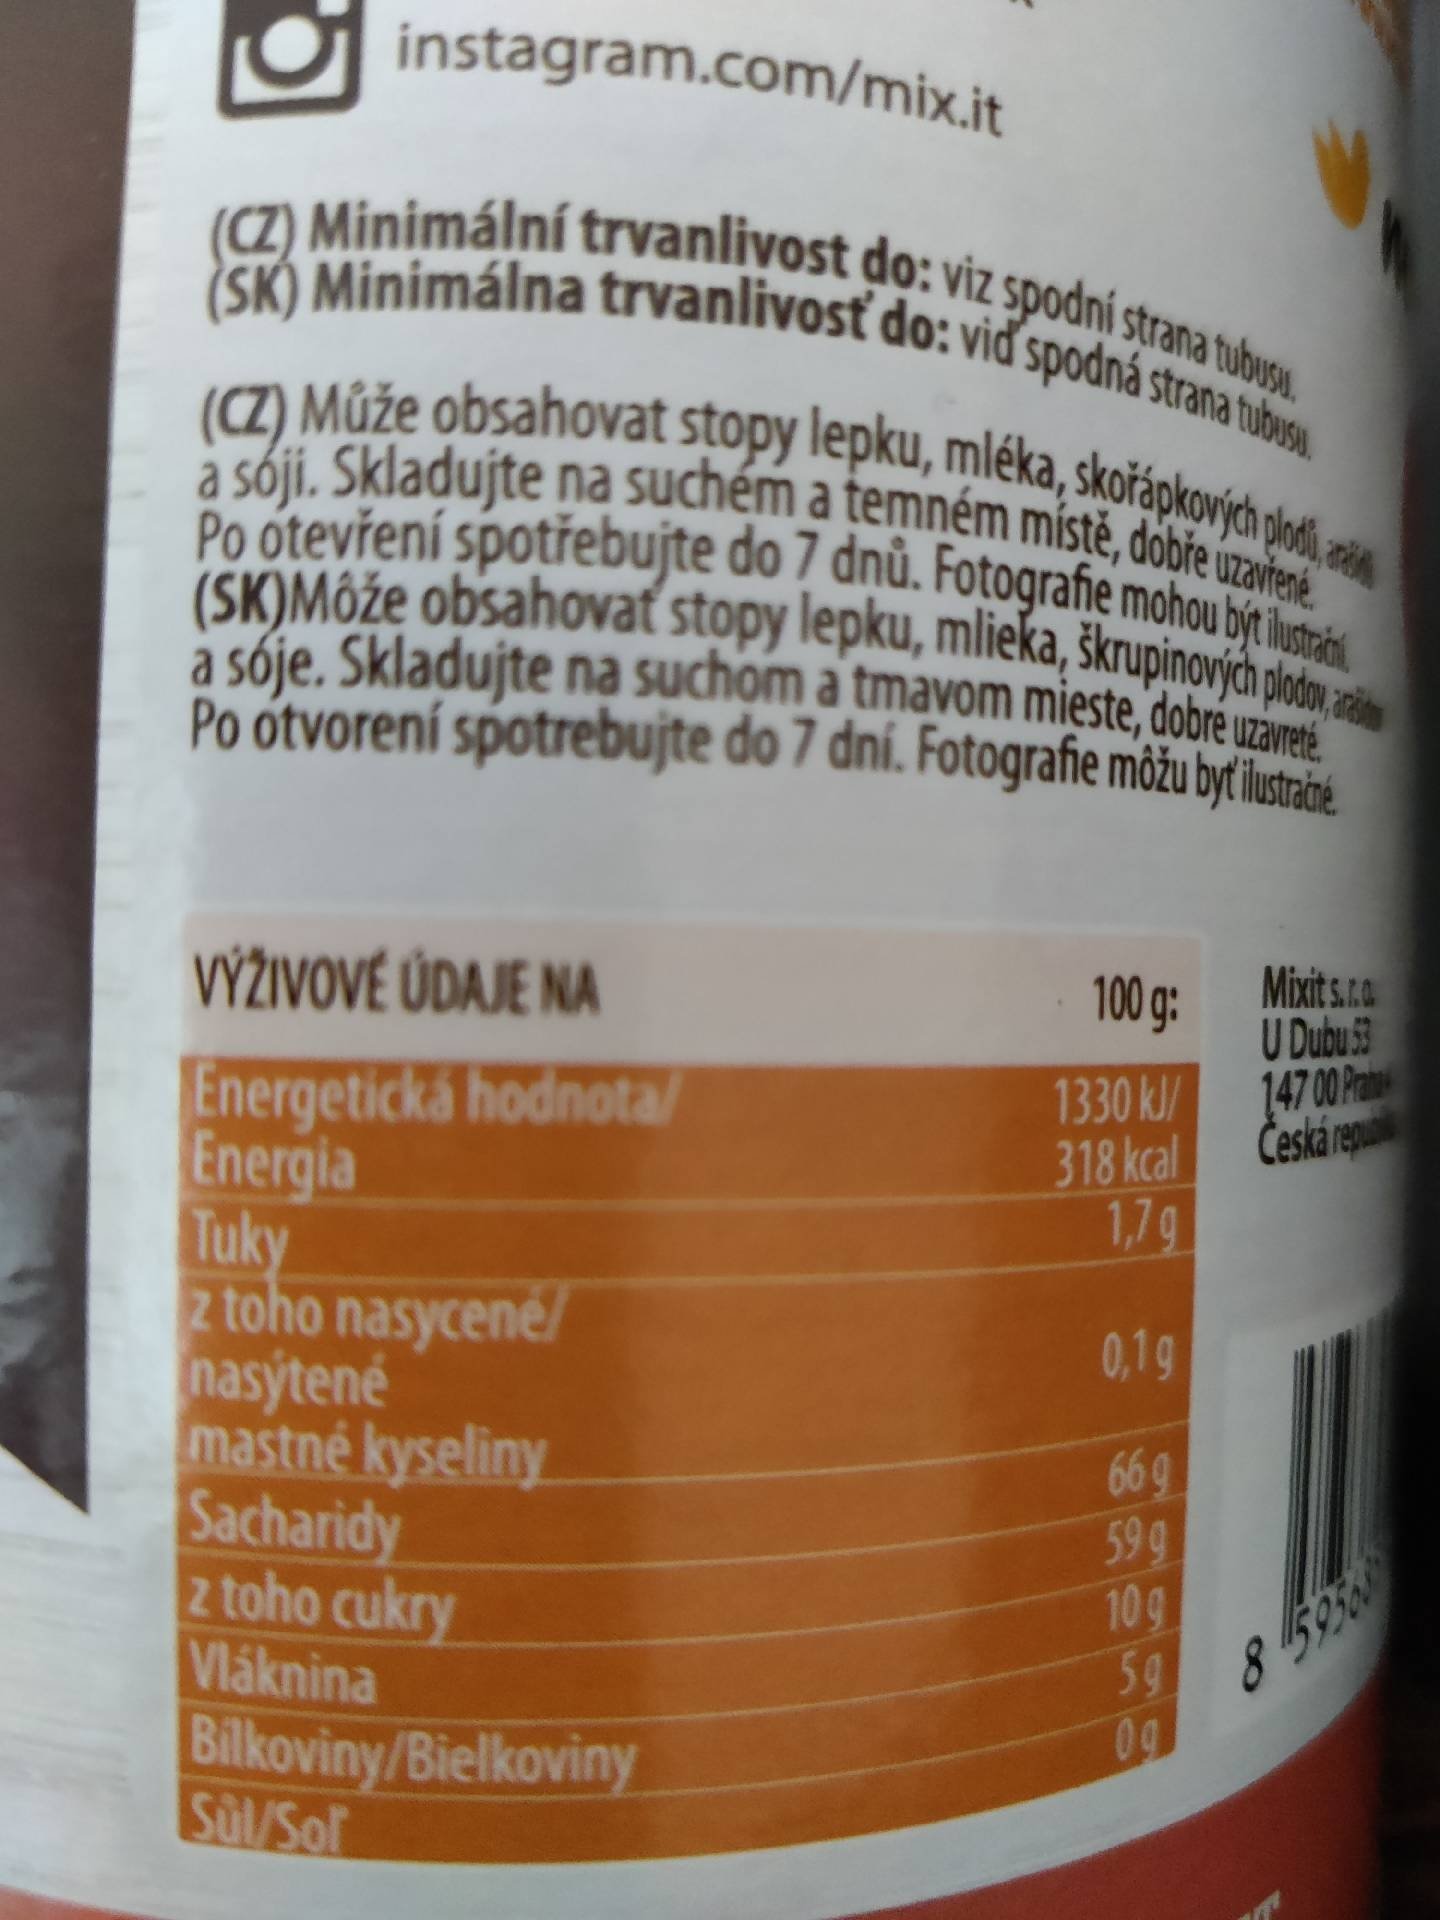 instagram.com/mix.it
(CZ) Minimální trvanlivost do: viz spodní strana tubusu.
(SK) Minimálna trvanlivosť do: viď spodná strana tubusu.
(CZ) Může obsahovat stopy lepku, mléka, skořápkových plodů,
a sóji. Skladujte na suchém a temném místě, dobře uzavřené.
Po otevření spotřebujte do 7 dnů. Fotografie mohou být ilustrační.
(SK)Môže obsahovať stopy lepku, mlieka, škrupinových plodov,
a sóje. Skladujte na suchom a tmavom mieste, dobre uzavreté.
Po otvorení spotrebujte do 7 dní. Fotografie môžu byť ilustračné.
VÝŽIVOVÉ ÚDAJE NA 100 g:
Energetická hodnota/ 1330 kJ/
Energia 318 kcal
Tuky 1,7 g
z toho nasycené/
nasýtené 0,1 g
mastné kyseliny
Sacharidy 66 g
z toho cukry 59 g
Vláknina 10 g
Bílkoviny/Bielkoviny 5 g
Sůl/Soľ 0 g
Mixit s.r.o.
U Dubu 53
147 00
Česká
8 59568